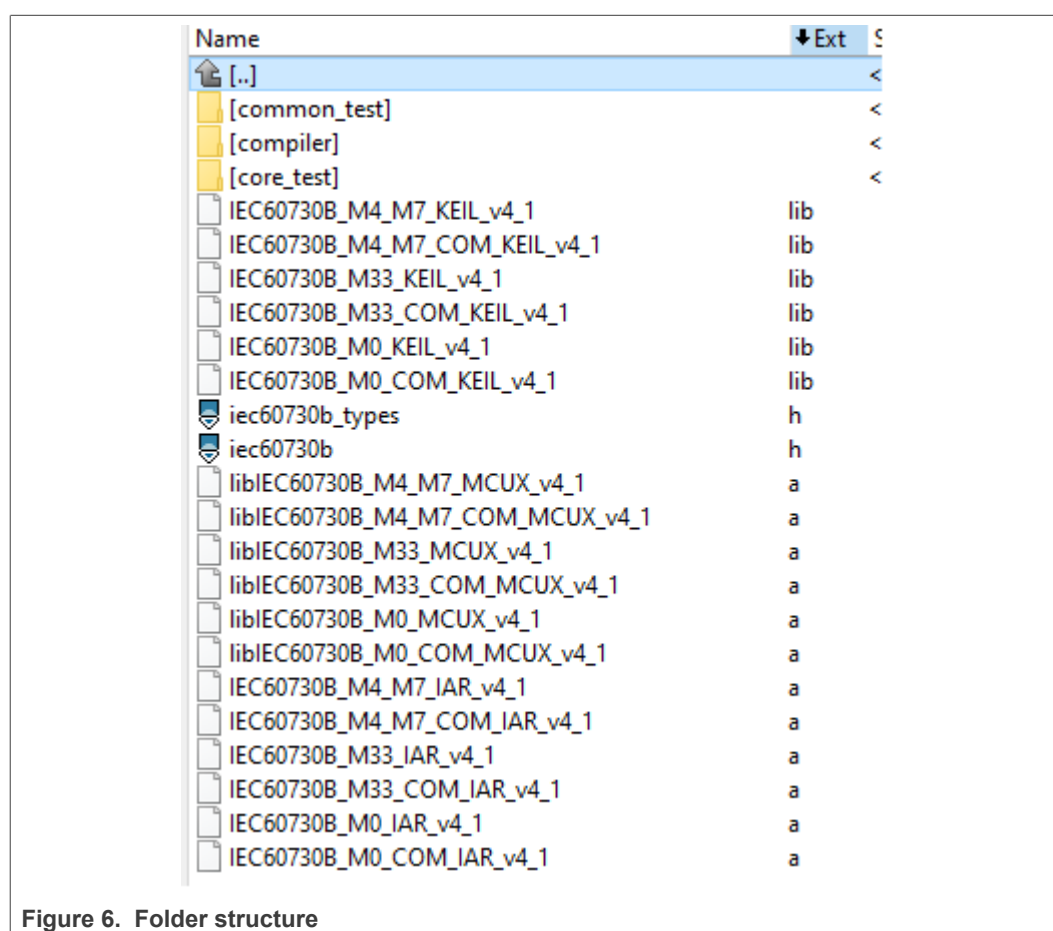 Name Ext S
[..] <
[common_test] <
[compiler] <
[core_test] <
IEC60730B_M4_M7_KEIL_v4_1 lib
IEC60730B_M4_M7_COM_KEIL_v4_1 lib
IEC60730B_M33_KEIL_v4_1 lib
IEC60730B_M33_COM_KEIL_v4_1 lib
IEC60730B_M0_KEIL_v4_1 lib
IEC60730B_M0_COM_KEIL_v4_1 lib
iec60730b_types h
iec60730b h
libIEC60730B_M4_M7_MCUX_v4_1 a
libIEC60730B_M4_M7_COM_MCUX_v4_1 a
libIEC60730B_M33_MCUX_v4_1 a
libIEC60730B_M33_COM_MCUX_v4_1 a
libIEC60730B_M0_MCUX_v4_1 a
libIEC60730B_M0_COM_MCUX_v4_1 a
IEC60730B_M4_M7_IAR_v4_1 a
IEC60730B_M4_M7_COM_IAR_v4_1 a
IEC60730B_M33_IAR_v4_1 a
IEC60730B_M33_COM_IAR_v4_1 a
IEC60730B_M0_IAR_v4_1 a
IEC60730B_M0_COM_IAR_v4_1 a
Figure 6. Folder structure